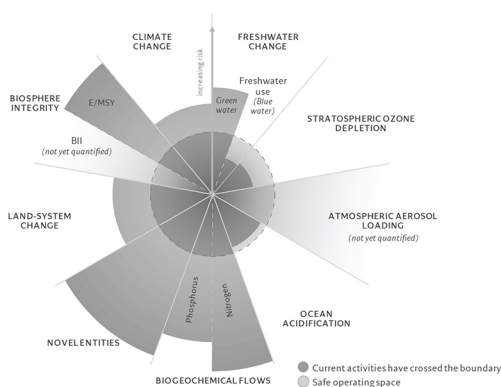 CLIMATE
CHANGE
FRESHWATER
CHANGE
increasing risk
Freshwater
use
(Blue
water)
Green
water
BIOSPHERE
INTEGRITY
E/MSY
STRATOSPHERIC OZONE
DEPLETION
BII
(not yet quantified)
LAND-SYSTEM
CHANGE
ATMOSPHERIC AEROSOL
LOADING
(not yet quantified)
Phosphorus
Nitrogen
OCEAN
ACIDIFICATION
NOVEL ENTITIES
BIOGEOCHEMICAL FLOWS
Current activities have crossed the boundary
Safe operating space